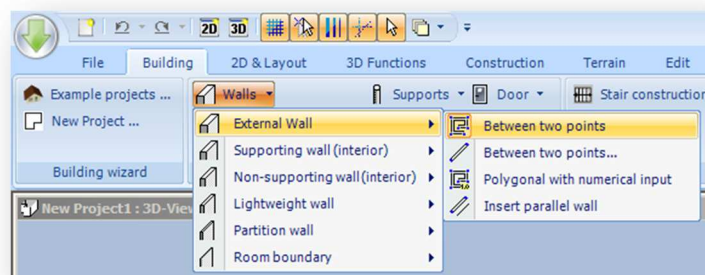 2D 3D
File Building 2D & Layout 3D Functions Construction Terrain Edit
Example projects ... Walls Supports Door Stair construction
New Project ... External Wall Between two points
Supporting wall (interior) Between two points...
Building wizard Non-supporting wall (interior) Polygonal with numerical input
New Project1 : 3D-Vie Lightweight wall Insert parallel wall
Partition wall
Room boundary